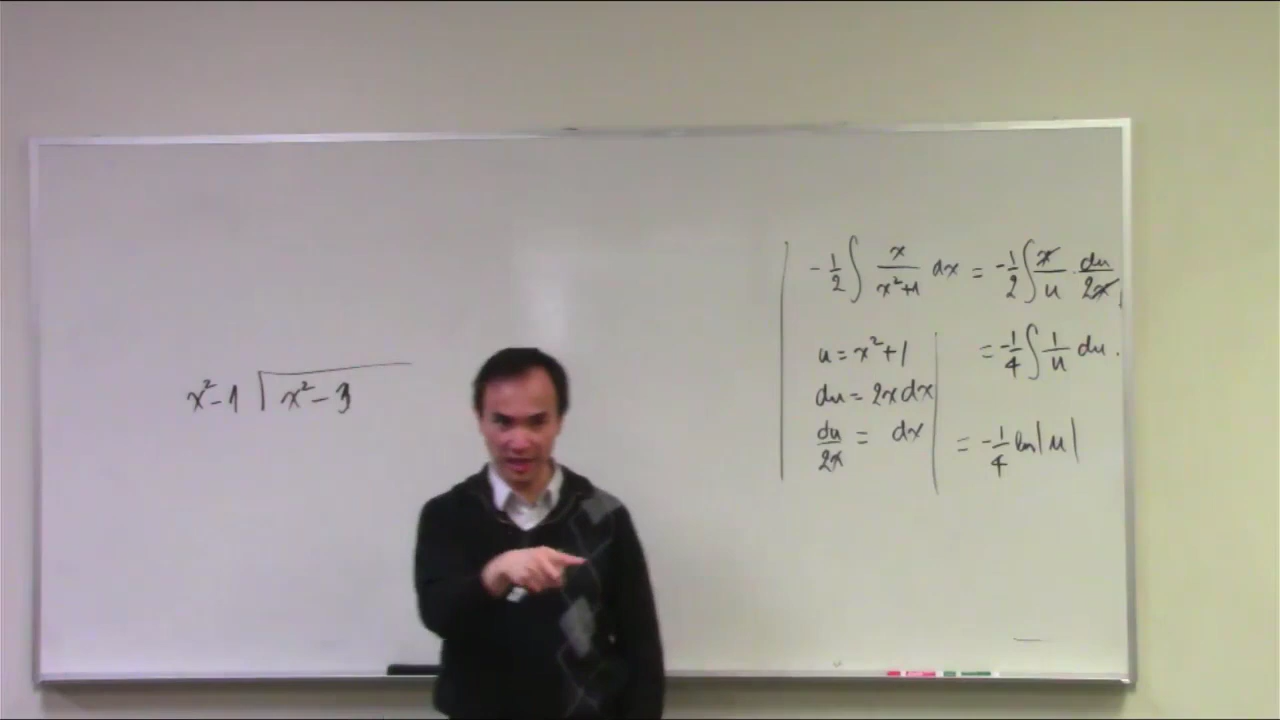 x² - 1 ⟌ x² - 3
-1/2 ∫ x/(x²+1) dx = -1/2 ∫ x/u · du/2x
u = x² + 1
= -1/4 ∫ 1/u du.
du = 2x dx
du/2x = dx
= -1/4 ln|u|